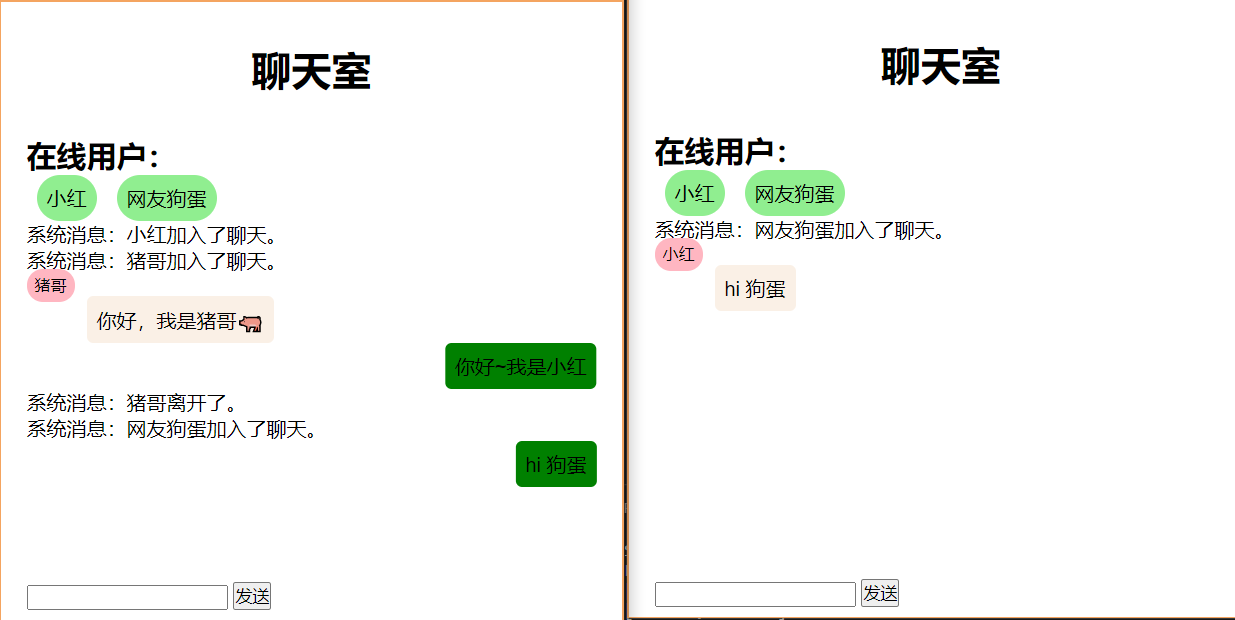 聊天室
在线用户：
小红 网友狗蛋
系统消息：小红加入了聊天。
系统消息：猪哥加入了聊天。
猪哥
你好，我是猪哥🐖
你好~我是小红
系统消息：猪哥离开了。
系统消息：网友狗蛋加入了聊天。
hi 狗蛋
发送
聊天室
在线用户：
小红 网友狗蛋
系统消息：网友狗蛋加入了聊天。
小红
hi 狗蛋
发送